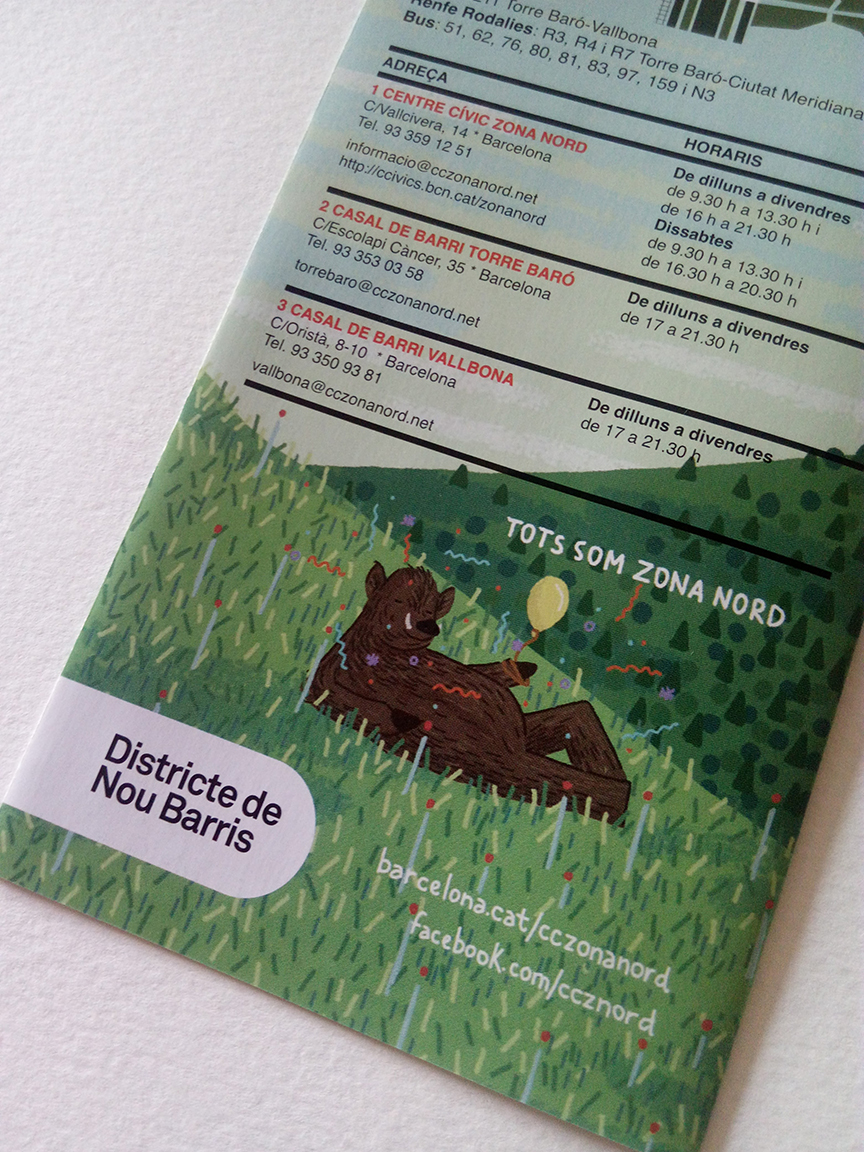 Torre Baró-Vallbona
Renfe Rodalies: R3, R4 i R7 Torre Baró-Ciutat Meridiana
Bus: 51, 62, 76, 80, 81, 83, 97, 159 i N3
ADREÇA
HORARIS
1 CENTRE CÍVIC ZONA NORD
C/Vallcivera, 14 * Barcelona
Tel. 93 359 12 51
informacio@cczonanord.net
http://ccivics.bcn.cat/zonanord
De dilluns a divendres
de 9.30 h a 13.30 h i
de 16 h a 21.30 h
Dissabtes
de 9.30 h a 13.30 h i
de 16.30 h a 20.30 h
2 CASAL DE BARRI TORRE BARÓ
C/Escolapi Càncer, 35 * Barcelona
Tel. 93 353 03 58
torrebaro@cczonanord.net
De dilluns a divendres
de 17 a 21.30 h
3 CASAL DE BARRI VALLBONA
C/Oristà, 8-10 * Barcelona
Tel. 93 350 93 81
vallbona@cczonanord.net
De dilluns a divendres
de 17 a 21.30 h
TOTS SOM ZONA NORD
Districte de
Nou Barris
barcelona.cat/cczonanord
facebook.com/ccznord